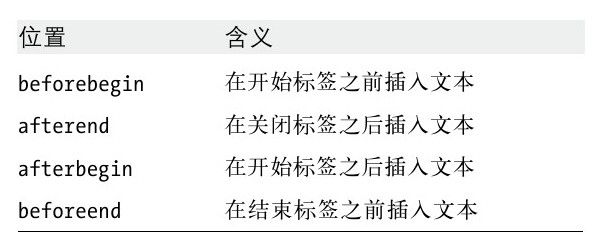 位置 含义
beforebegin 在开始标签之前插入文本
afterend 在关闭标签之后插入文本
afterbegin 在开始标签之后插入文本
beforeend 在结束标签之前插入文本